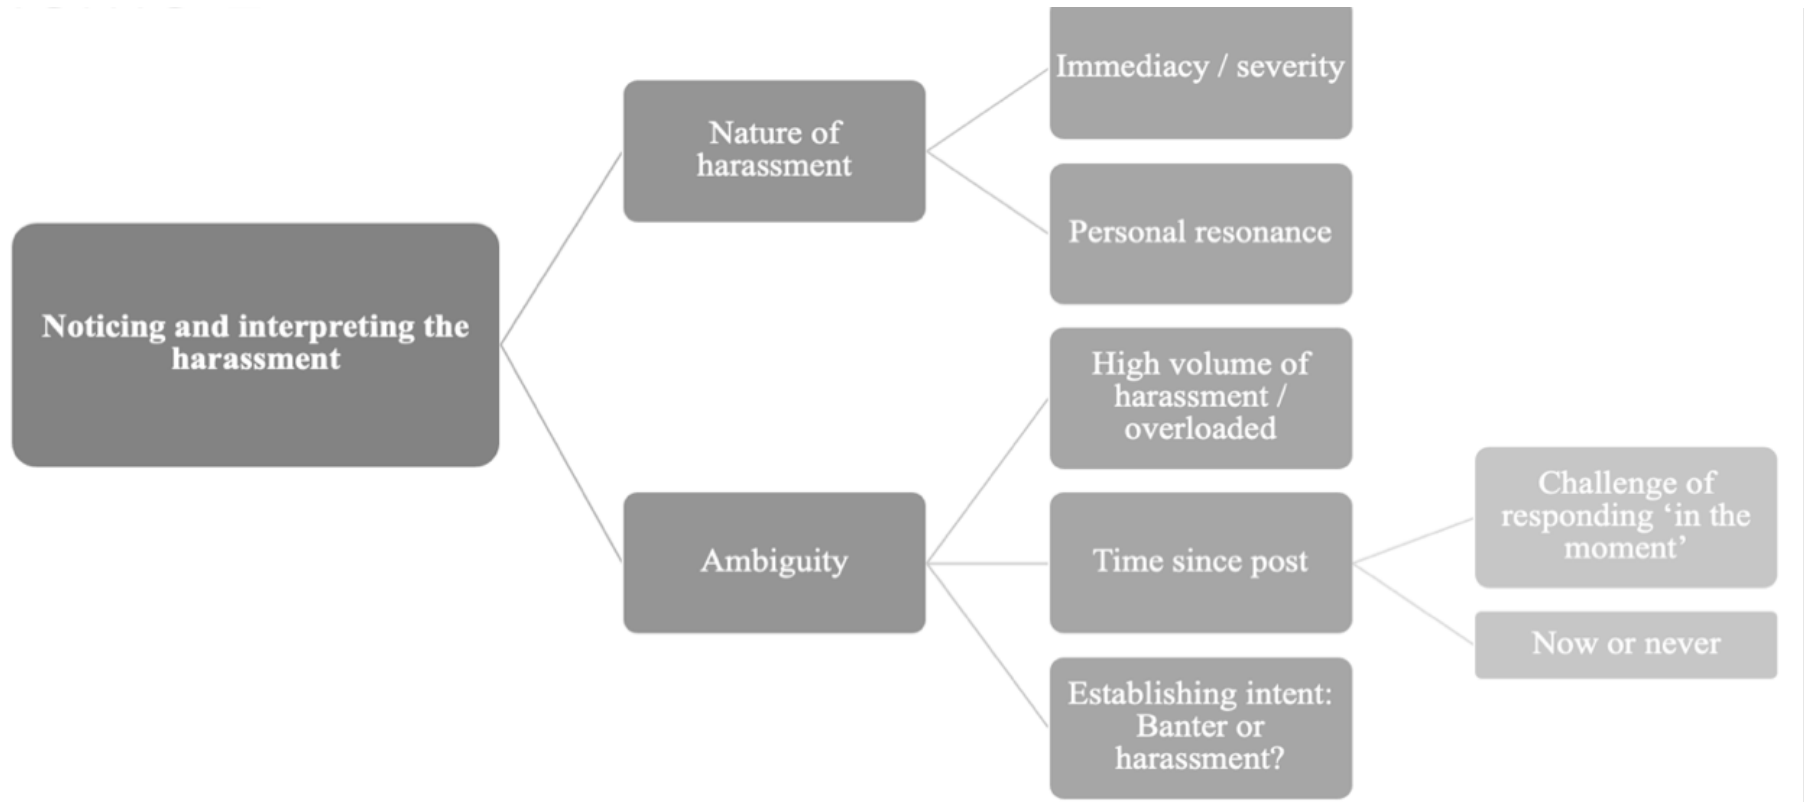 Noticing and interpreting the
harassment
Nature of
harassment
Immediacy / severity
Personal resonance
Ambiguity
High volume of
harassment /
overloaded
Time since post
Challenge of
responding ‘in the
moment’
Now or never
Establishing intent:
Banter or
harassment?